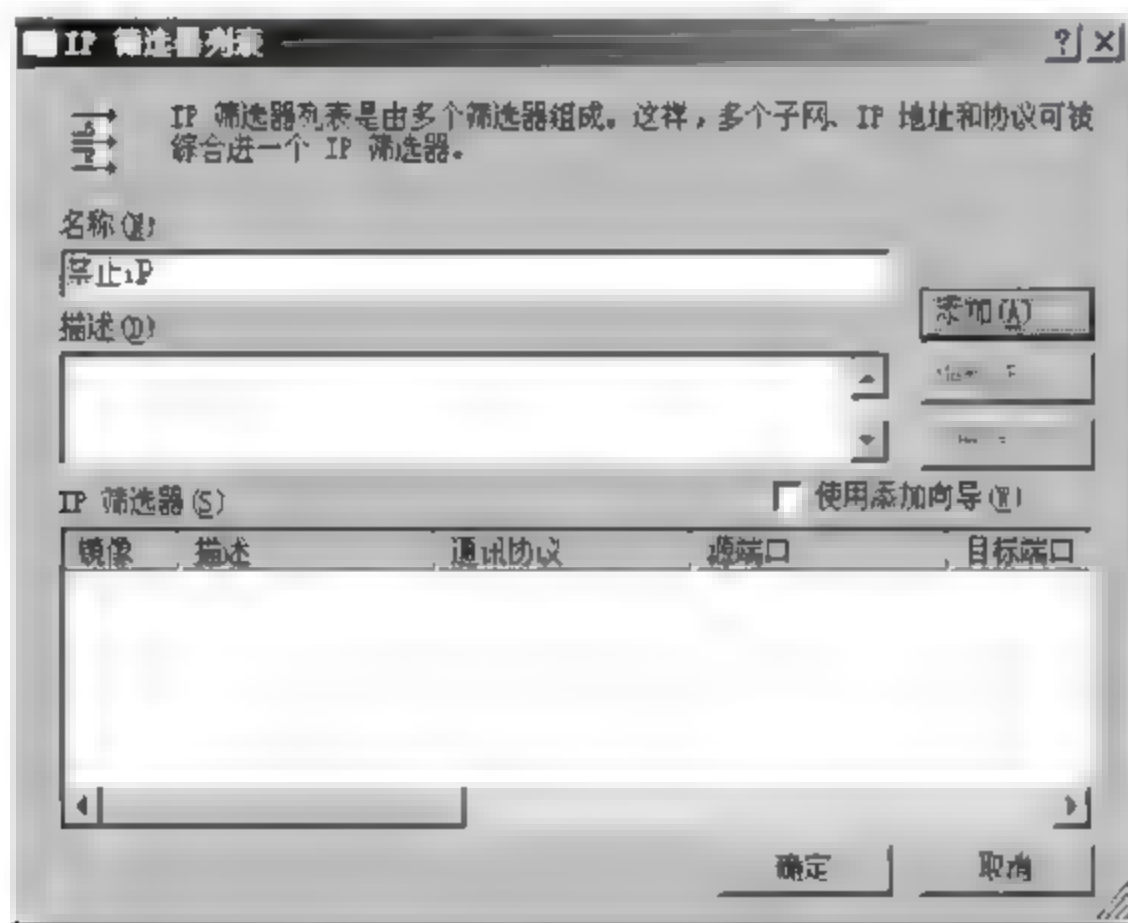 IP 筛选器列表
IP 筛选器列表是由多个筛选器组成。这样，多个子网、IP 地址和协议可被
综合进一个 IP 筛选器。
名称(N):
禁止iP
添加(A)
描述(D):
IP 筛选器(S)
使用添加向导(W)
镜像 描述 通讯协议 源端口 目标端口
确定 取消